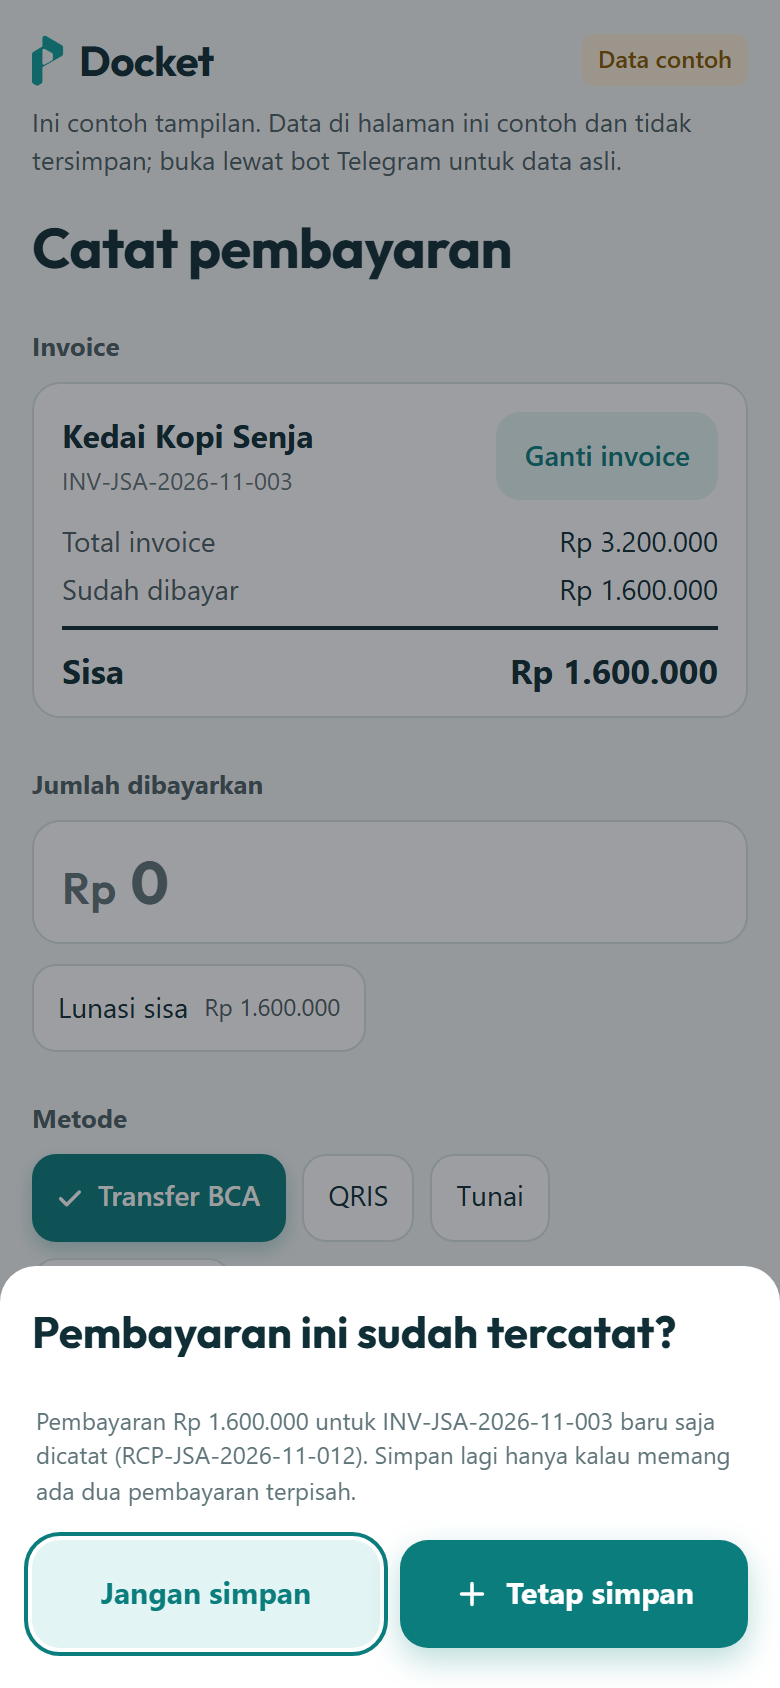 Docket
Data contoh
Ini contoh tampilan. Data di halaman ini contoh dan tidak
tersimpan; buka lewat bot Telegram untuk data asli.
Catat pembayaran
Invoice
Kedai Kopi Senja
INV-JSA-2026-11-003
Ganti invoice
Total invoice Rp 3.200.000
Sudah dibayar Rp 1.600.000
Sisa Rp 1.600.000
Jumlah dibayarkan
Rp 0
Lunasi sisa Rp 1.600.000
Metode
Transfer BCA QRIS Tunai
Pembayaran ini sudah tercatat?
Pembayaran Rp 1.600.000 untuk INV-JSA-2026-11-003 baru saja
dicatat (RCP-JSA-2026-11-012). Simpan lagi hanya kalau memang
ada dua pembayaran terpisah.
Jangan simpan + Tetap simpan